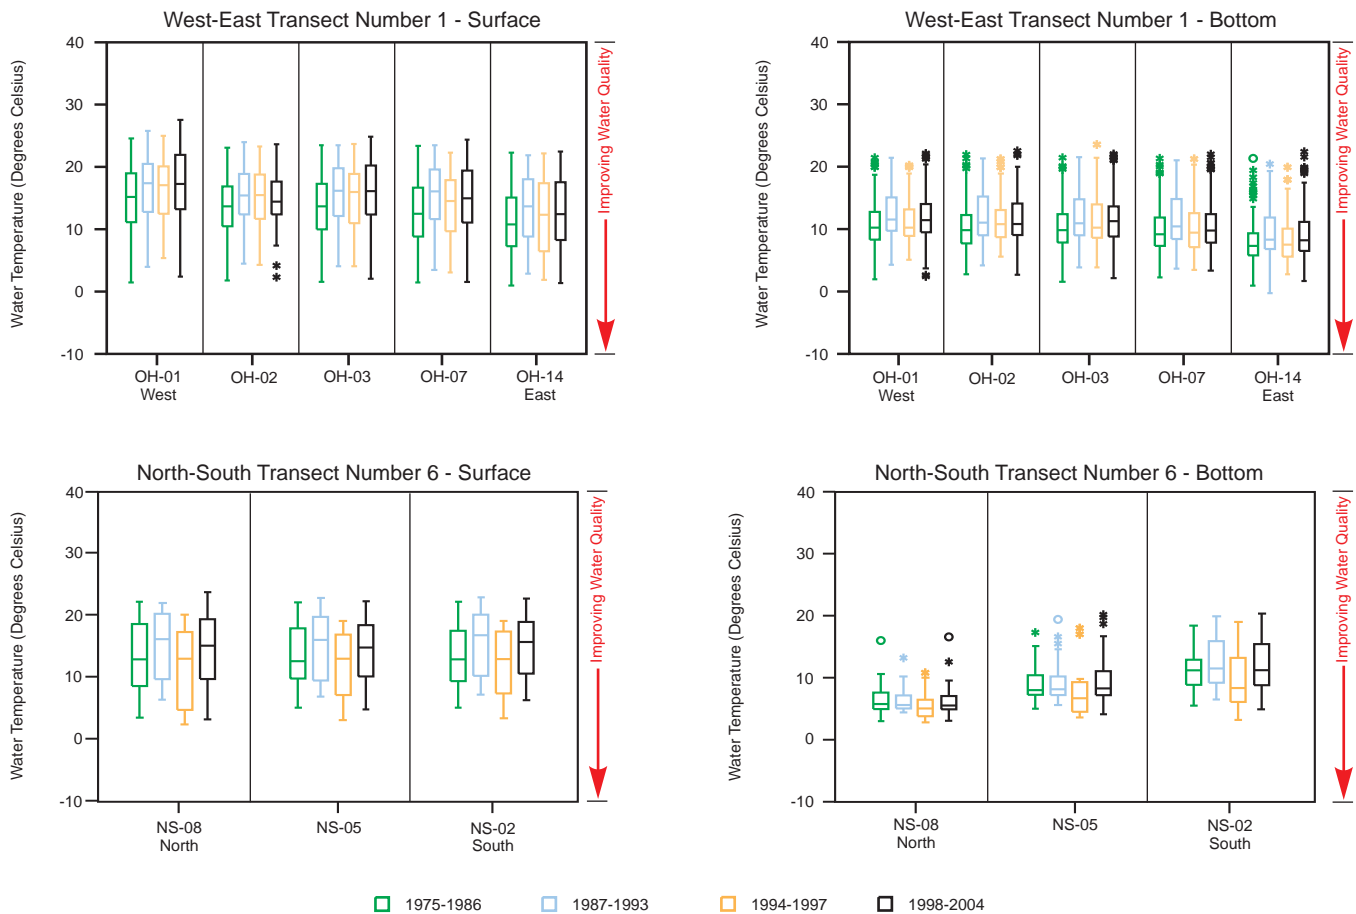 West-East Transect Number 1 - Surface
Water Temperature (Degrees Celsius)
40
30
20
10
0
-10
OH-01
West
OH-02
OH-03
OH-07
OH-14
East
Improving Water Quality
West-East Transect Number 1 - Bottom
Water Temperature (Degrees Celsius)
40
30
20
10
0
-10
OH-01
West
OH-02
OH-03
OH-07
OH-14
East
Improving Water Quality
North-South Transect Number 6 - Surface
Water Temperature (Degrees Celsius)
40
30
20
10
0
-10
NS-08
North
NS-05
NS-02
South
Improving Water Quality
North-South Transect Number 6 - Bottom
Water Temperature (Degrees Celsius)
40
30
20
10
0
-10
NS-08
North
NS-05
NS-02
South
Improving Water Quality
1975-1986
1987-1993
1994-1997
1998-2004